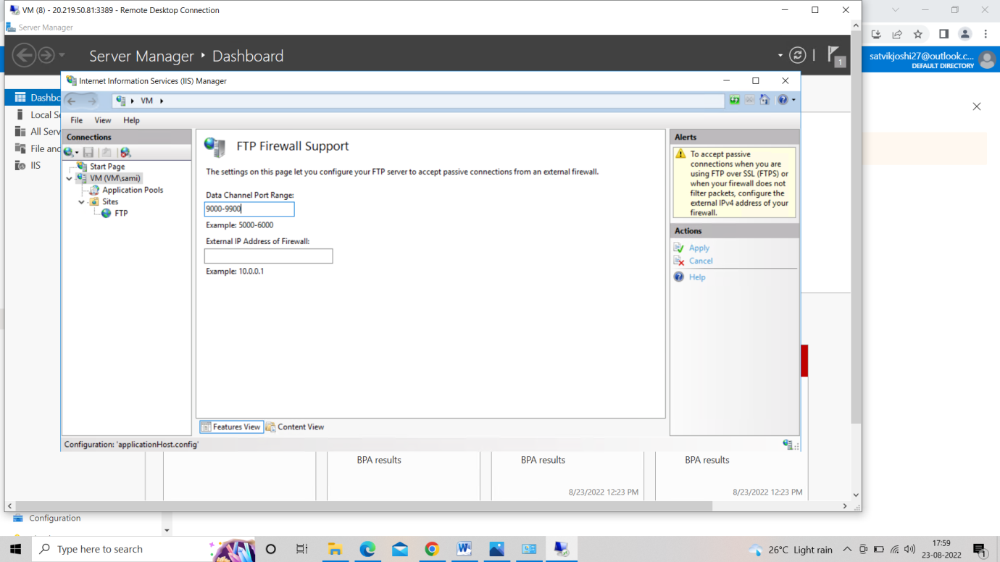 VM (8) - 20.219.50.81:3389 - Remote Desktop Connection
Server Manager
Server Manager
Dashboard
1
satvikjoshi27@outlook.c...
DEFAULT DIRECTORY
Internet Information Services (IIS) Manager
VM
File View Help
Local Se
All Serv
File and
IIS
Connections
Start Page
VM (VM\sami)
Application Pools
Sites
FTP
FTP Firewall Support
The settings on this page let you configure your FTP server to accept passive connections from an external firewall.
Data Channel Port Range:
9000-9900
Example: 5000-6000
External IP Address of Firewall:
Example: 10.0.0.1
Alerts
To accept passive
connections when you are
using FTP over SSL (FTPS) or
when your firewall does not
filter packets, configure the
external IPv4 address of your
firewall.
Actions
Apply
Cancel
Help
Features View
Content View
Configuration: 'applicationHost.config'
BPA results
BPA results
BPA results
8/23/2022 12:23 PM
8/23/2022 12:23 PM
Configuration
Type here to search
26°C Light rain
17:59
23-08-2022
1